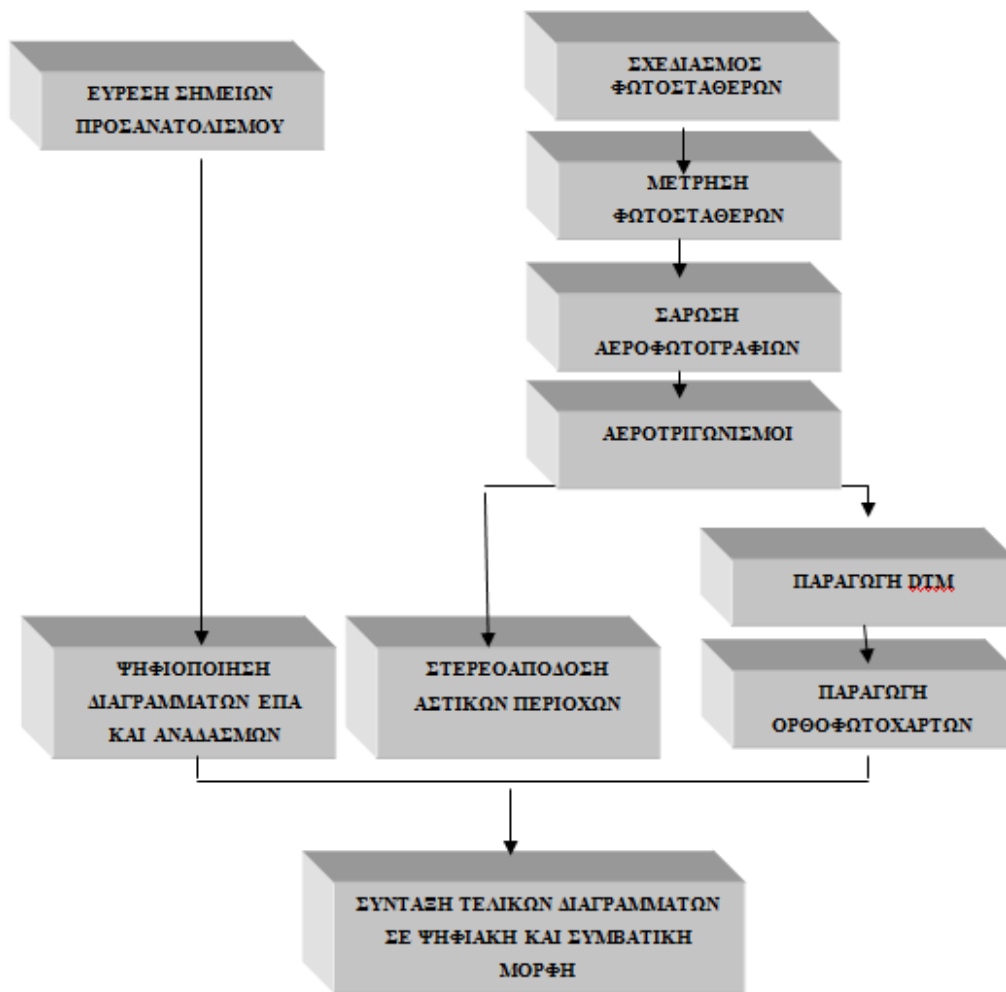 ΕΥΡΕΣΗ ΣΗΜΕΙΩΝ
ΠΡΟΣΑΝΑΤΟΛΙΣΜΟΥ
ΣΧΕΔΙΑΣΜΟΣ
ΦΩΤΟΣΤΑΘΕΡΩΝ
ΜΕΤΡΗΣΗ
ΦΩΤΟΣΤΑΘΕΡΩΝ
ΣΑΡΩΣΗ
ΑΕΡΟΦΩΤΟΓΡΑΦΙΩΝ
ΑΕΡΟΤΡΙΓΩΝΙΣΜΟΙ
ΠΑΡΑΓΩΓΗ DTM
ΨΗΦΙΟΠΟΙΗΣΗ
ΔΙΑΓΡΑΜΜΑΤΩΝ ΕΠΑ
ΚΑΙ ΑΝΑΔΑΣΜΩΝ
ΣΤΕΡΕΟΑΠΟΔΟΣΗ
ΑΣΤΙΚΩΝ ΠΕΡΙΟΧΩΝ
ΠΑΡΑΓΩΓΗ
ΟΡΘΟΦΩΤΟΧΑΡΤΩΝ
ΣΥΝΤΑΞΗ ΤΕΛΙΚΩΝ ΔΙΑΓΡΑΜΜΑΤΩΝ
ΣΕ ΨΗΦΙΑΚΗ ΚΑΙ ΣΥΜΒΑΤΙΚΗ
ΜΟΡΦΗ